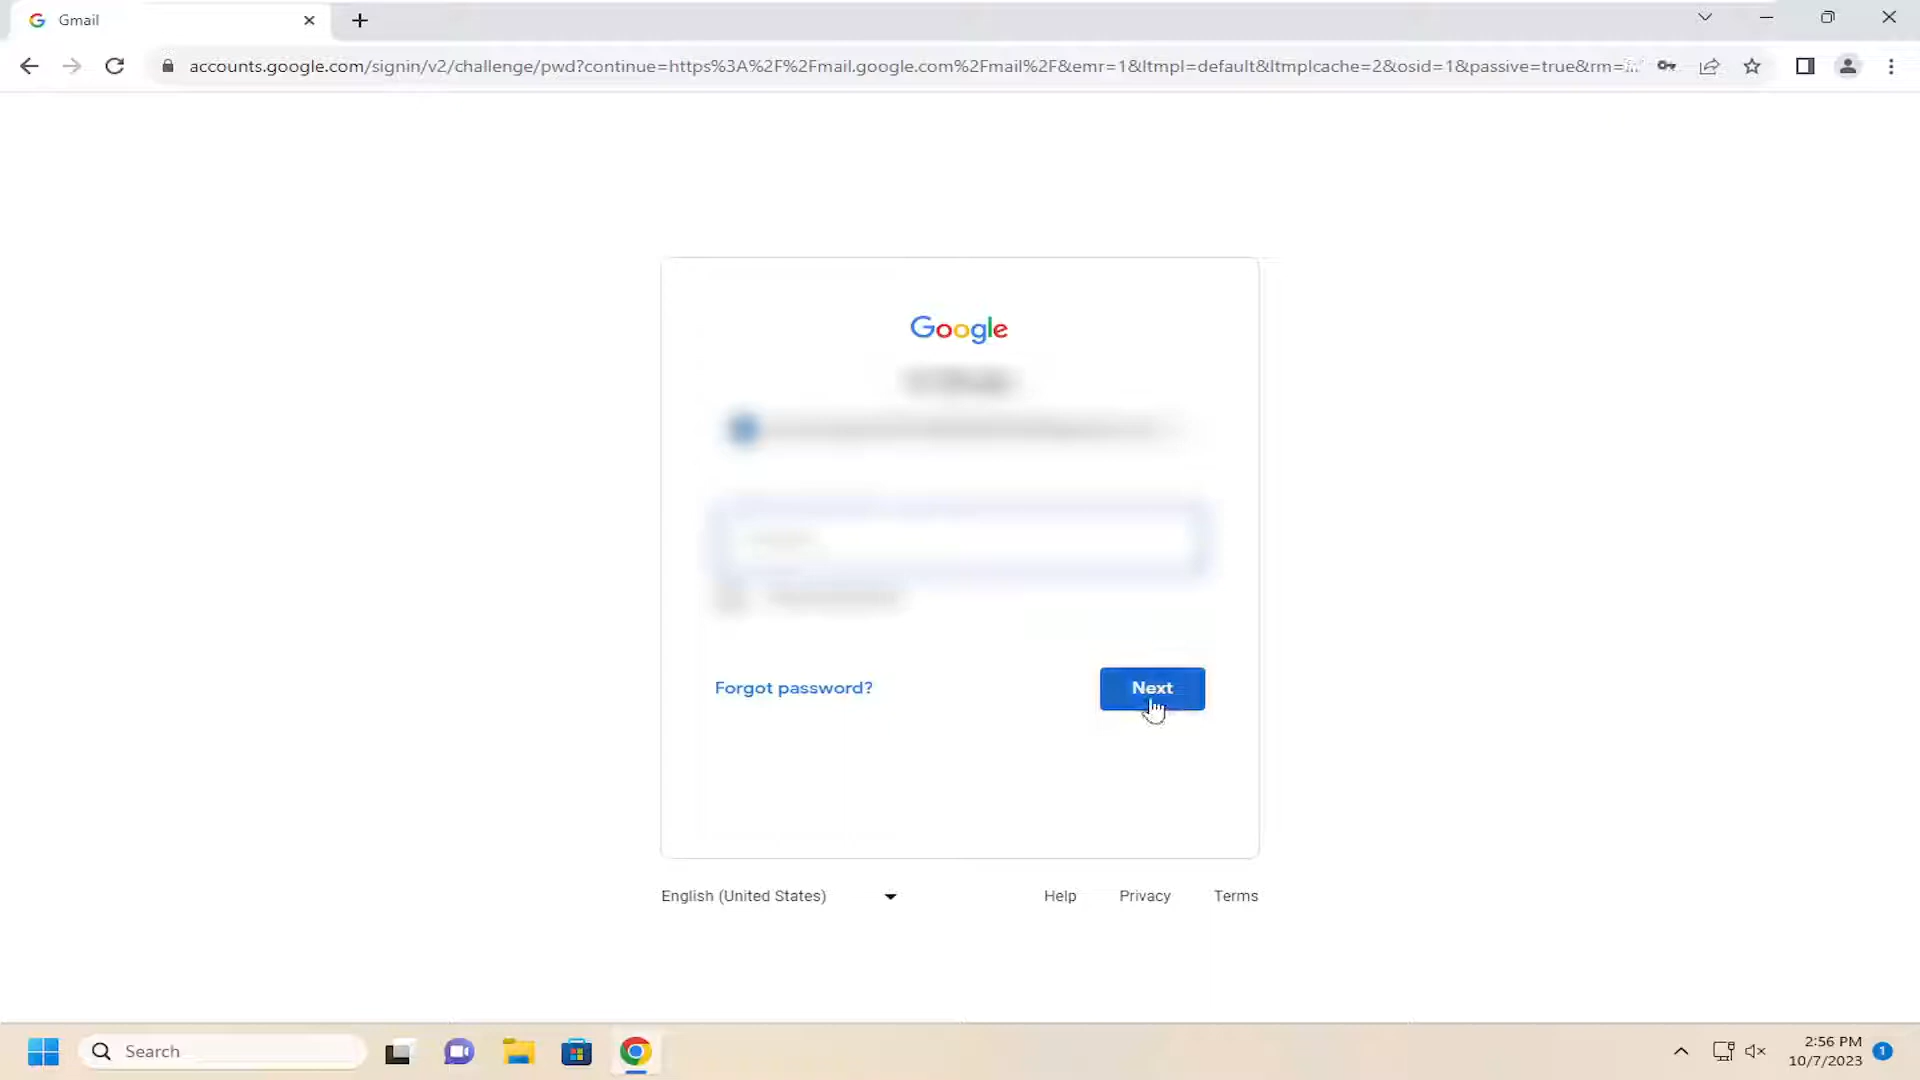 Gmail
accounts.google.com/signin/v2/challenge/pwd?continue=https%3A%2F%2Fmail.google.com%2Fmail%2F&emr=1&ltmpl=default&ltmplcache=2&osid=1&passive=true&rm=...
Google
Forgot password?
Next
English (United States)
Help
Privacy
Terms
Search
2:56 PM
10/7/2023
1